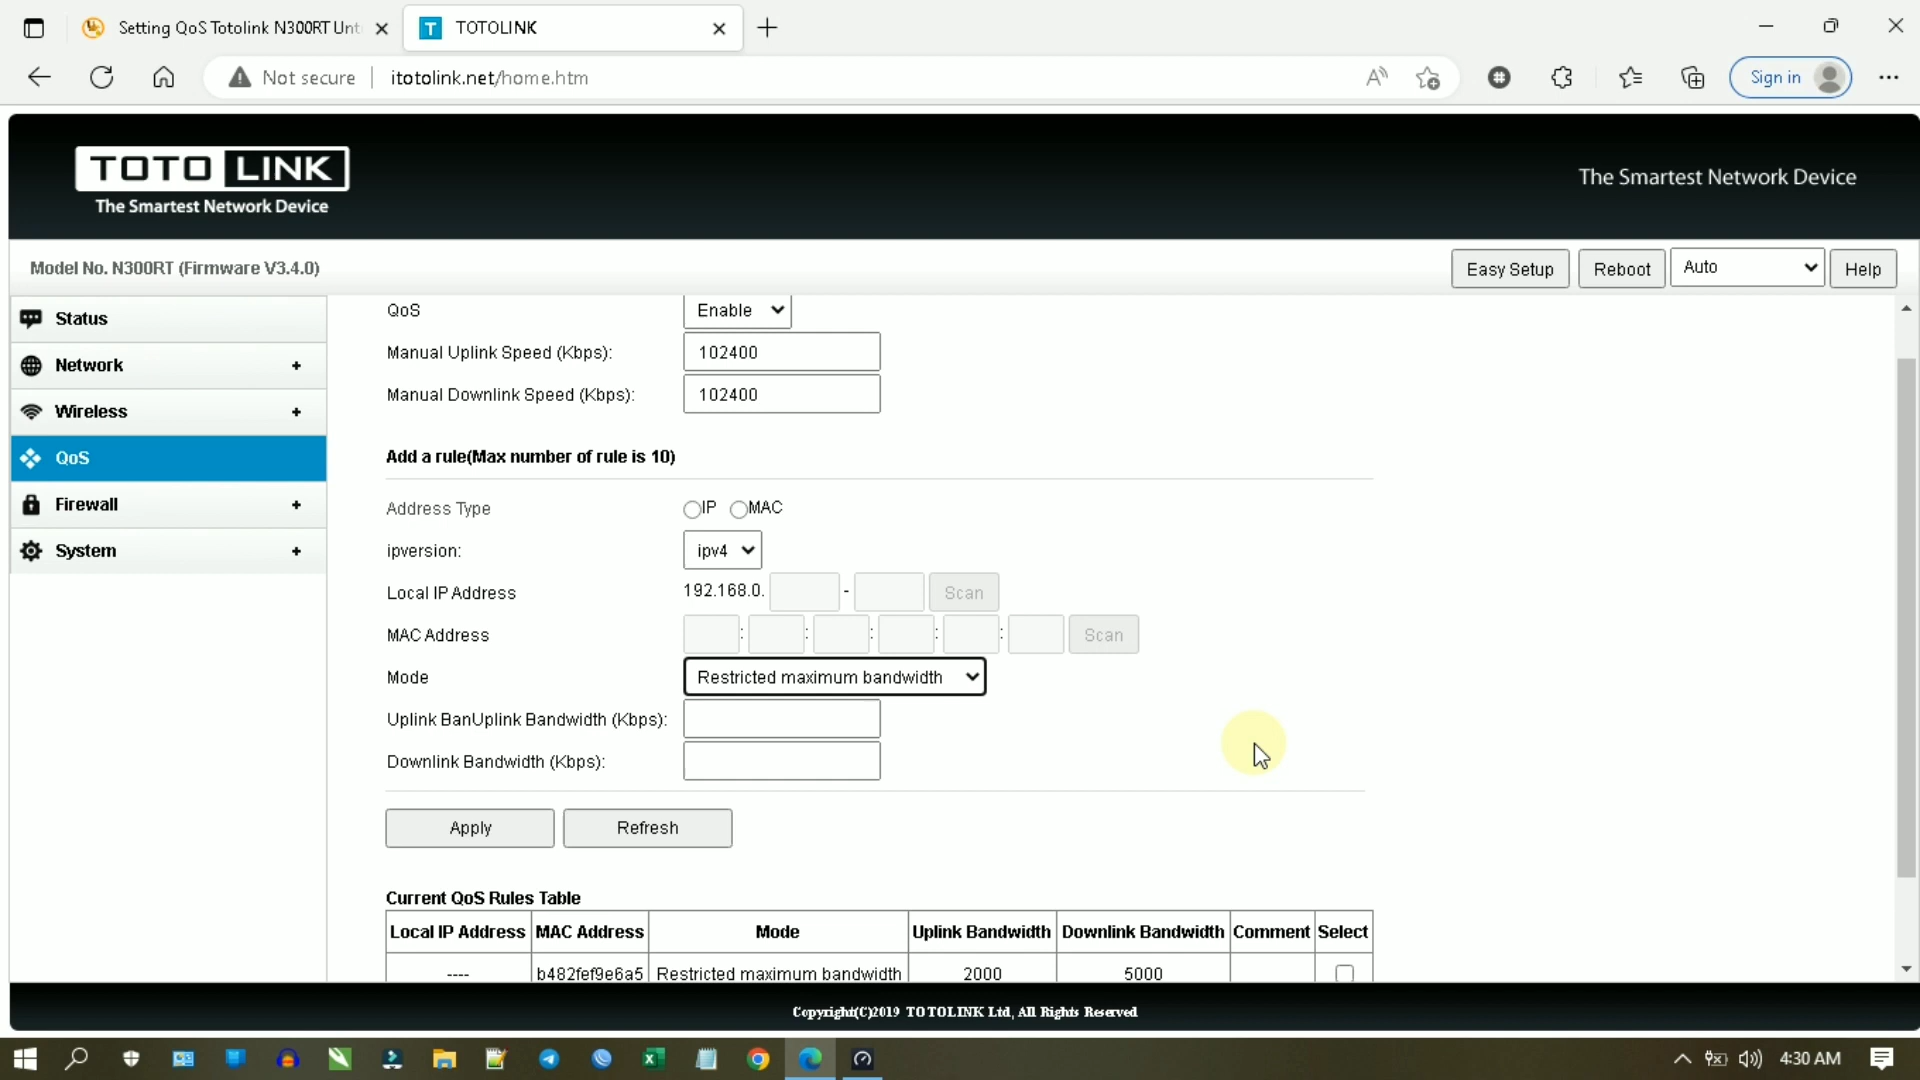 Setting QoS Totolink N300RT Unt
TOTOLINK
Not secure
itotolink.net/home.htm
Sign in
TOTO LINK
The Smartest Network Device
The Smartest Network Device
Model No. N300RT (Firmware V3.4.0)
Easy Setup
Reboot
Auto
Help
Status
Network +
Wireless +
QoS
Firewall +
System +
QoS Enable
Manual Uplink Speed (Kbps): 102400
Manual Downlink Speed (Kbps): 102400
Add a rule(Max number of rule is 10)
Address Type IP MAC
ipversion: ipv4
Local IP Address 192.168.0. - Scan
MAC Address : : : : : Scan
Mode Restricted maximum bandwidth
Uplink BanUplink Bandwidth (Kbps):
Downlink Bandwidth (Kbps):
Apply Refresh
Current QoS Rules Table
Local IP Address MAC Address Mode Uplink Bandwidth Downlink Bandwidth Comment Select
---- b482fef9e6a5 Restricted maximum bandwidth 2000 5000
Copyright(C)2019 TOTOLINK Ltd, All Rights Reserved
4:30 AM